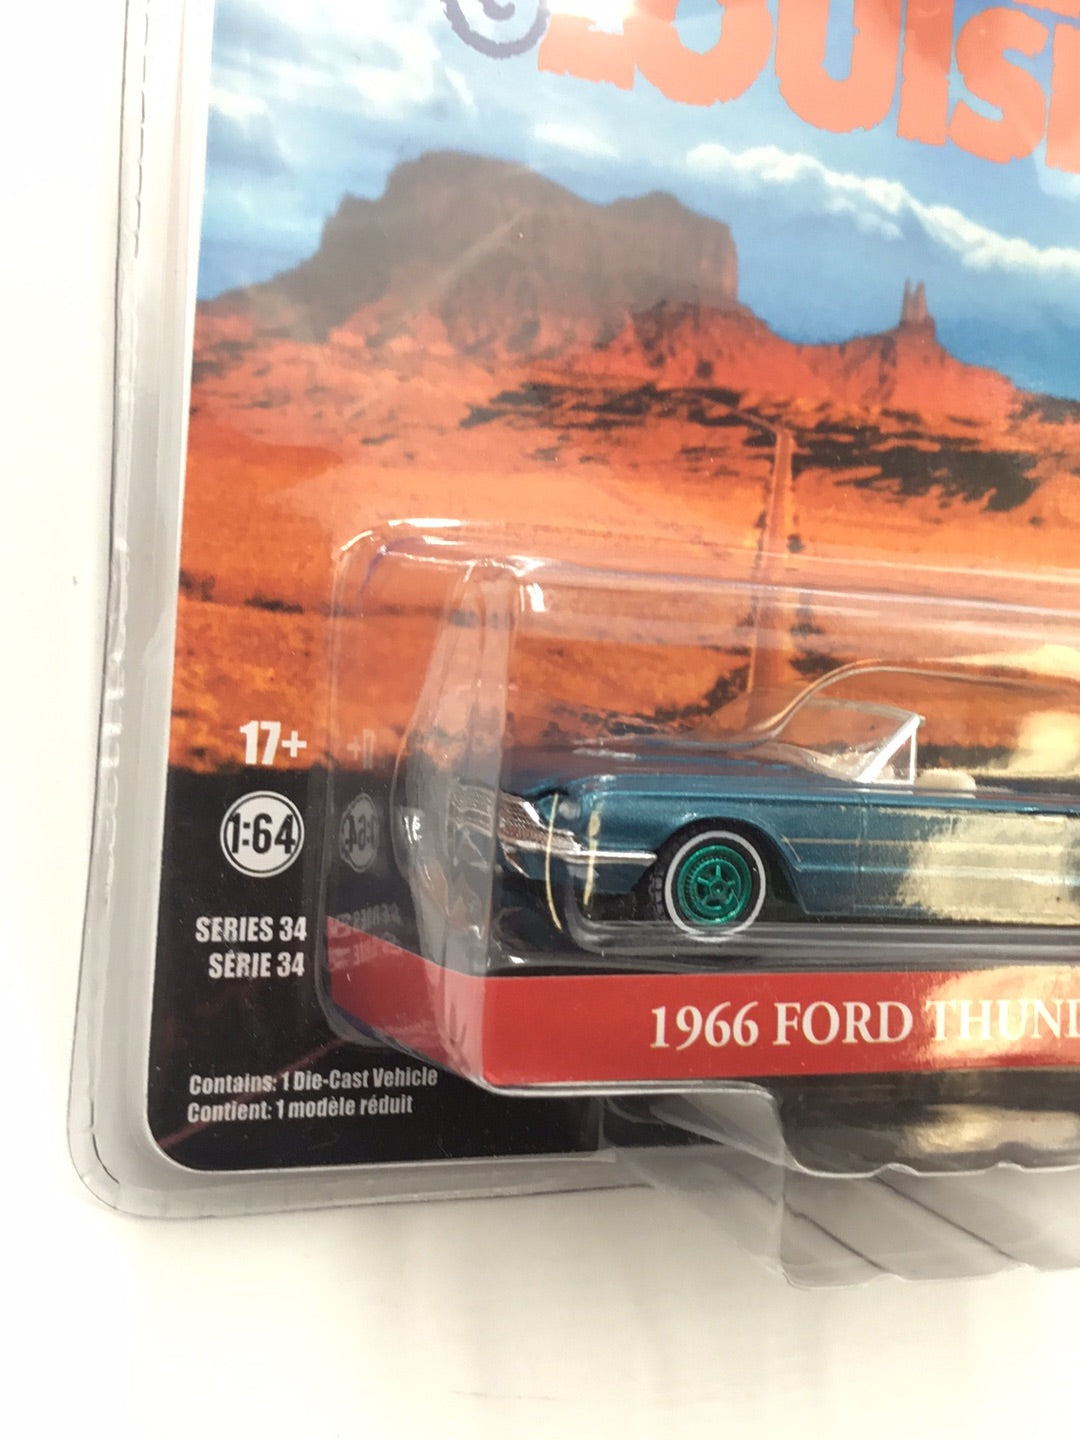 & LOUIS
17+
1:64
SERIES 34
SÉRIE 34
1966 FORD THUN
Contains: 1 Die-Cast Vehicle
Contient: 1 modèle réduit